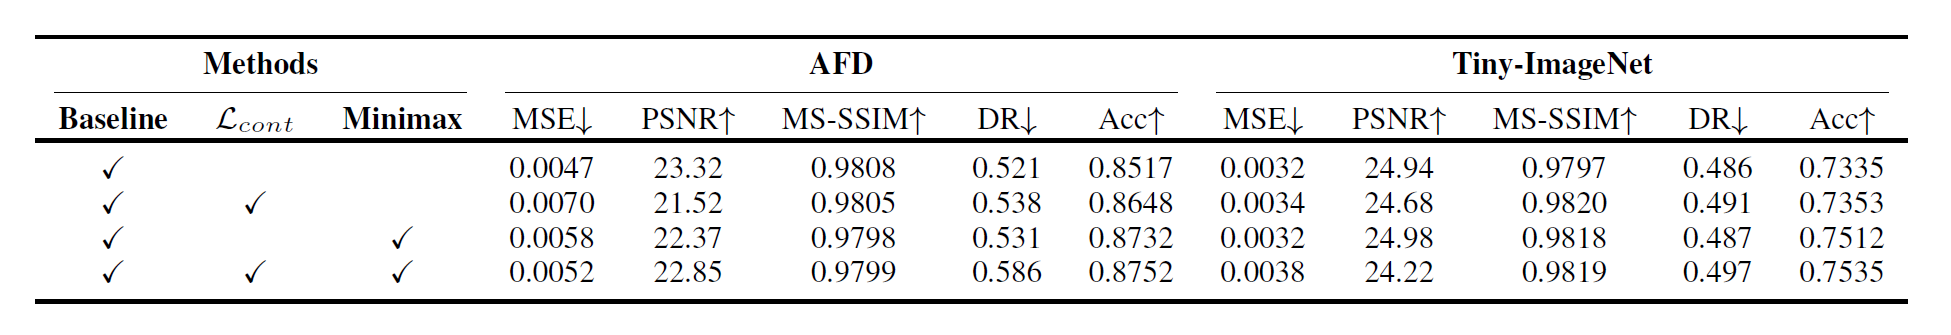 Methods AFD Tiny-ImageNet
Baseline ℒcont Minimax MSE↓ PSNR↑ MS-SSIM↑ DR↓ Acc↑ MSE↓ PSNR↑ MS-SSIM↑ DR↓ Acc↑
✓ 0.0047 23.32 0.9808 0.521 0.8517 0.0032 24.94 0.9797 0.486 0.7335
✓ ✓ 0.0070 21.52 0.9805 0.538 0.8648 0.0034 24.68 0.9820 0.491 0.7353
✓ ✓ 0.0058 22.37 0.9798 0.531 0.8732 0.0032 24.98 0.9818 0.487 0.7512
✓ ✓ ✓ 0.0052 22.85 0.9799 0.586 0.8752 0.0038 24.22 0.9819 0.497 0.7535